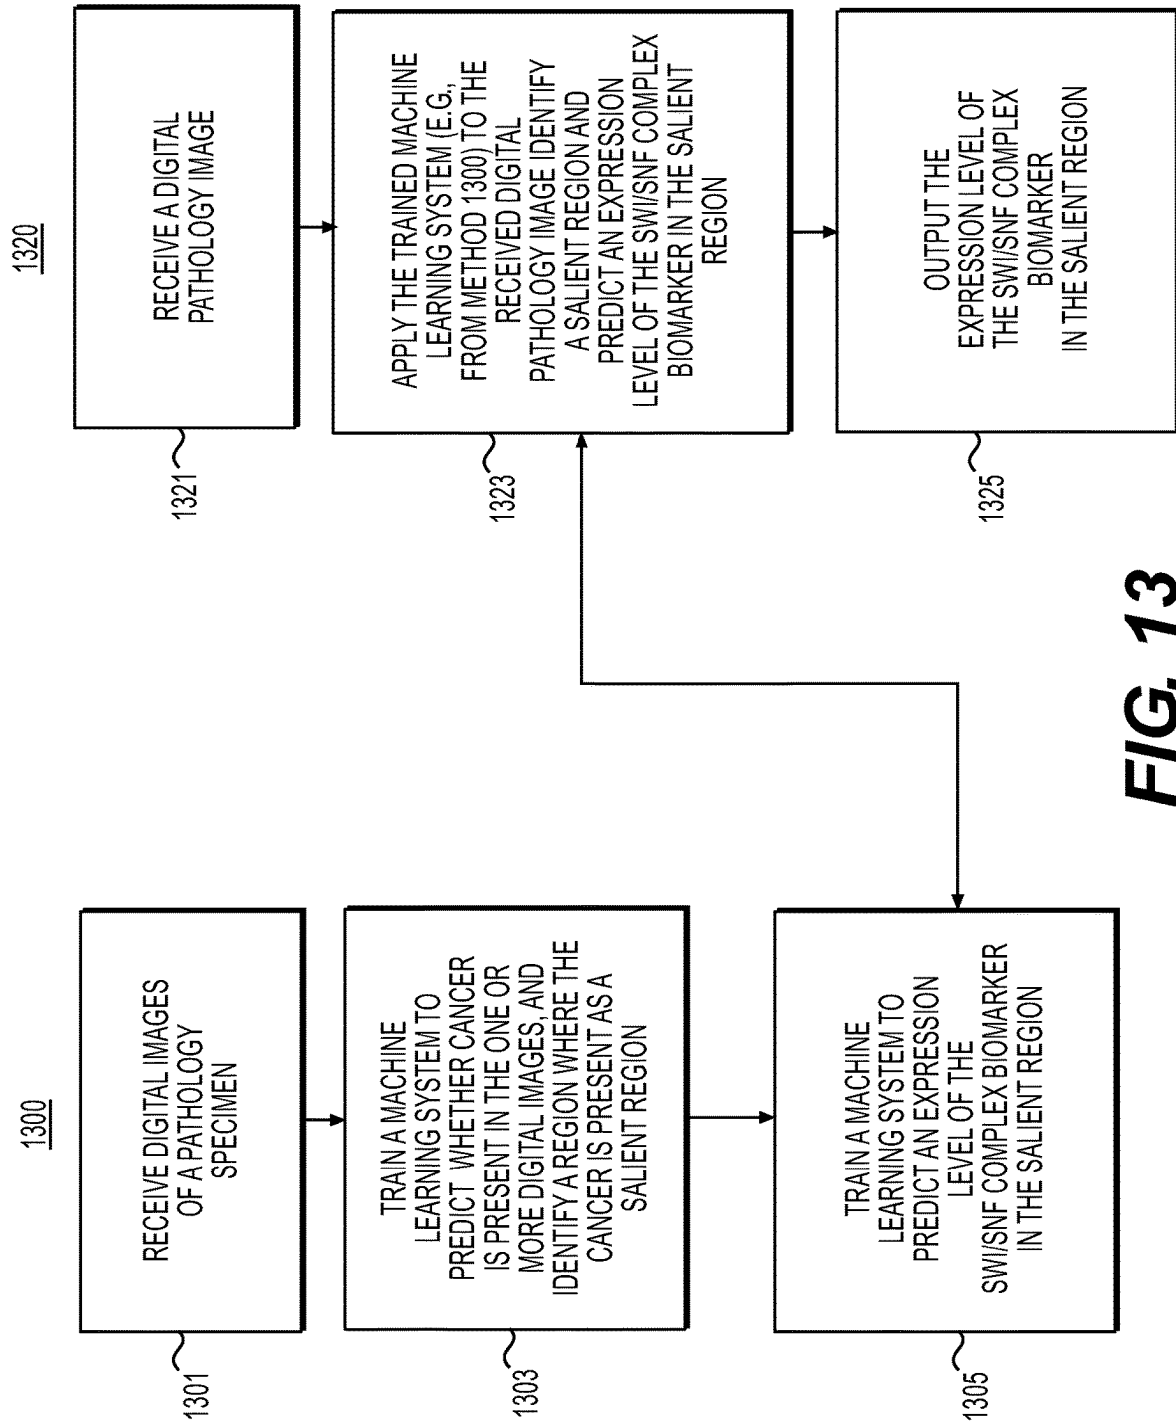 1300
RECEIVE DIGITAL IMAGES
OF A PATHOLOGY
SPECIMEN
1301
TRAIN A MACHINE
LEARNING SYSTEM TO
PREDICT WHETHER CANCER
IS PRESENT IN THE ONE OR
MORE DIGITAL IMAGES, AND
IDENTIFY A REGION WHERE THE
CANCER IS PRESENT AS A
SALIENT REGION
1303
TRAIN A MACHINE
LEARNING SYSTEM TO
PREDICT AN EXPRESSION
LEVEL OF THE
SWI/SNF COMPLEX BIOMARKER
IN THE SALIENT REGION
1305
1320
RECEIVE A DIGITAL
PATHOLOGY IMAGE
1321
APPLY THE TRAINED MACHINE
LEARNING SYSTEM (E.G.,
FROM METHOD 1300) TO THE
RECEIVED DIGITAL
PATHOLOGY IMAGE IDENTIFY
A SALIENT REGION AND
PREDICT AN EXPRESSION
LEVEL OF THE SWI/SNF COMPLEX
BIOMARKER IN THE SALIENT
REGION
1323
OUTPUT THE
EXPRESSION LEVEL OF
THE SWI/SNF COMPLEX
BIOMARKER
IN THE SALIENT REGION
1325
FIG. 13